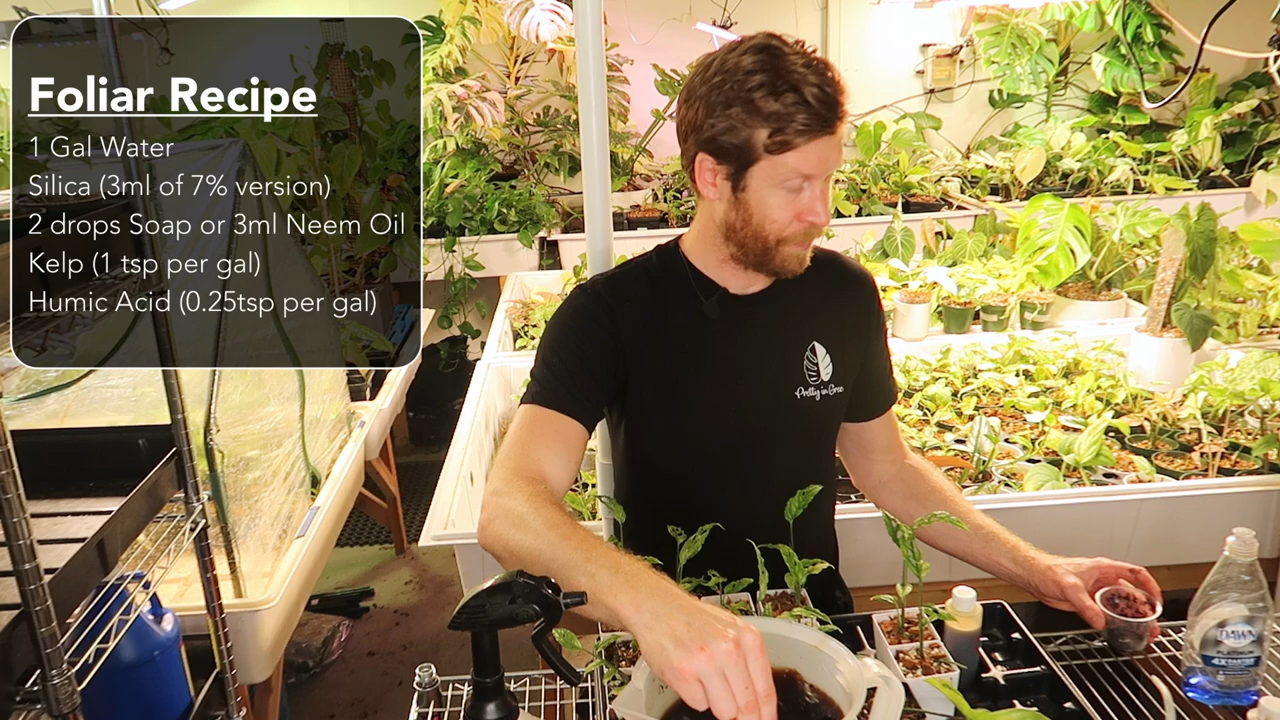 Foliar Recipe
1 Gal Water
Silica (3ml of 7% version)
2 drops Soap or 3ml Neem Oil
Kelp (1 tsp per gal)
Humic Acid (0.25tsp per gal)
Pretty in Green
DAWN
PLATINUM
4X